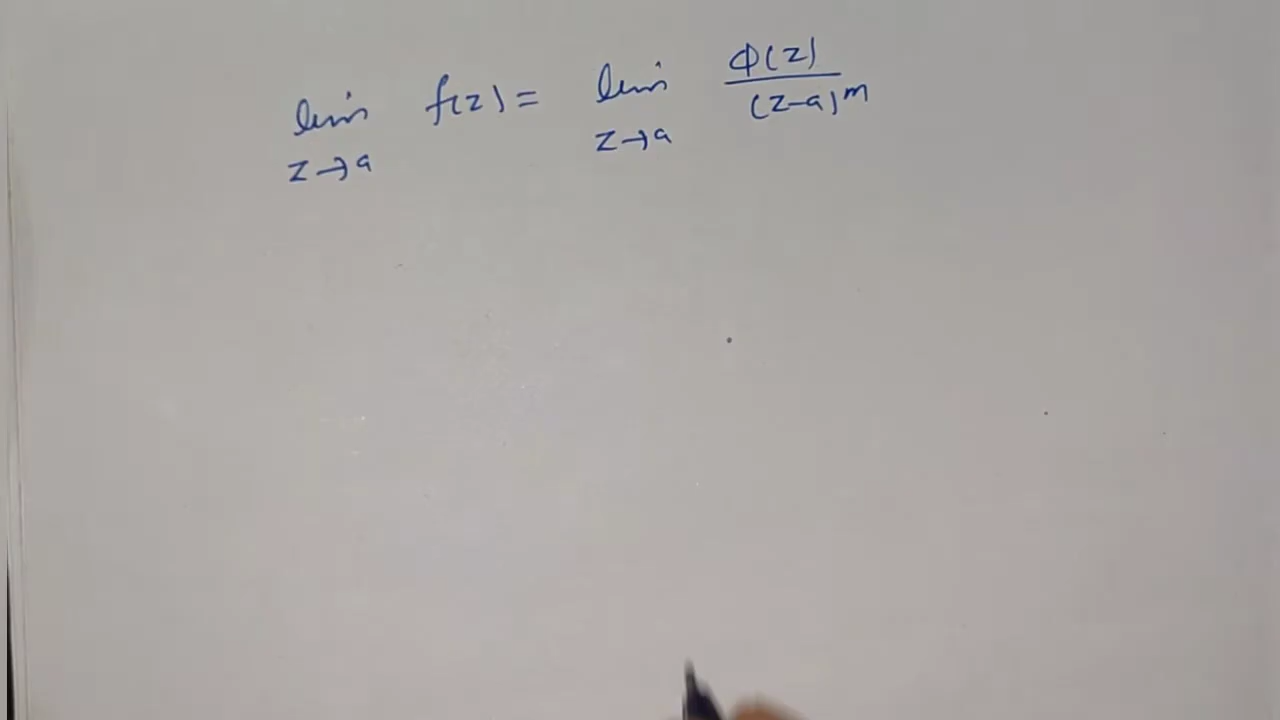 lim z→a f(z) = lim z→a Φ(z)/(z-a)^m